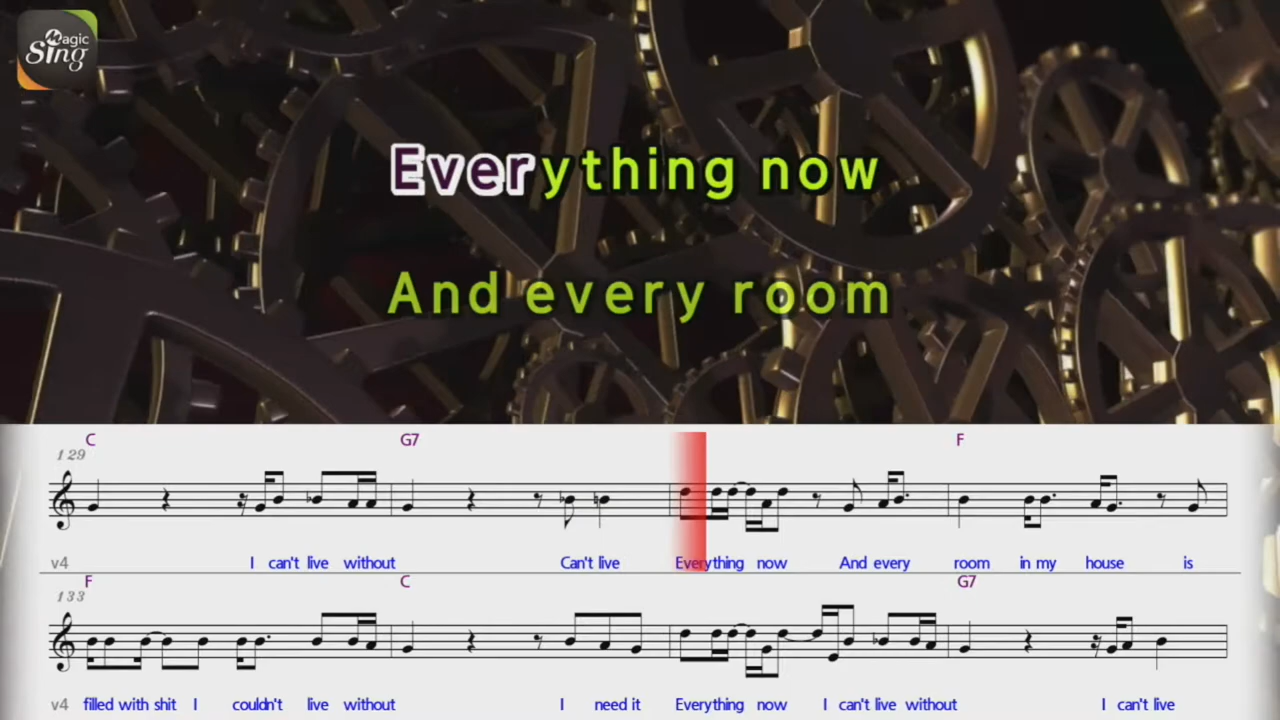 Magic
Sing
Everything now
And every room
C G7 F
129
v4 I can't live without Can't live Everything now And every room in my house is
F C G7
133
v4 filled with shit I couldn't live without I need it Everything now I can't live without I can't live